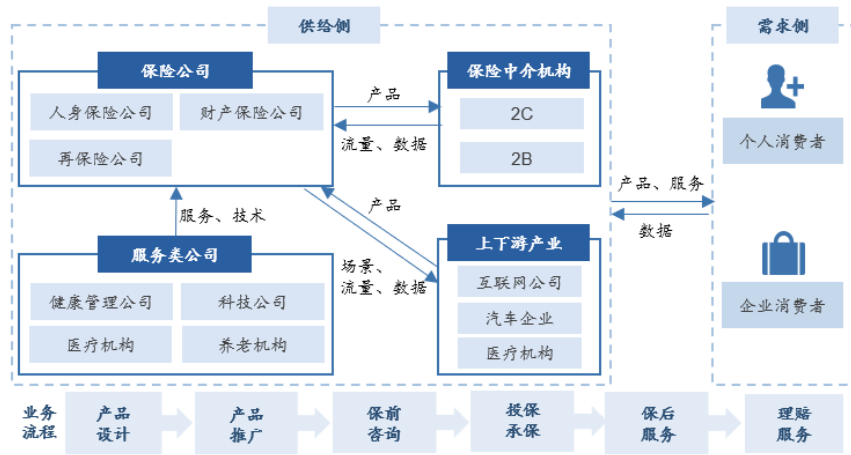 供给侧
需求侧
保险公司
人身保险公司
财产保险公司
再保险公司
产品
流量、数据
保险中介机构
2C
2B
服务、技术
产品
场景、
流量、数据
服务类公司
健康管理公司
科技公司
医疗机构
养老机构
上下游产业
互联网公司
汽车企业
医疗机构
产品、服务
数据
个人消费者
企业消费者
业务
流程
产品
设计
产品
推广
保前
咨询
投保
承保
保后
服务
理赔
服务